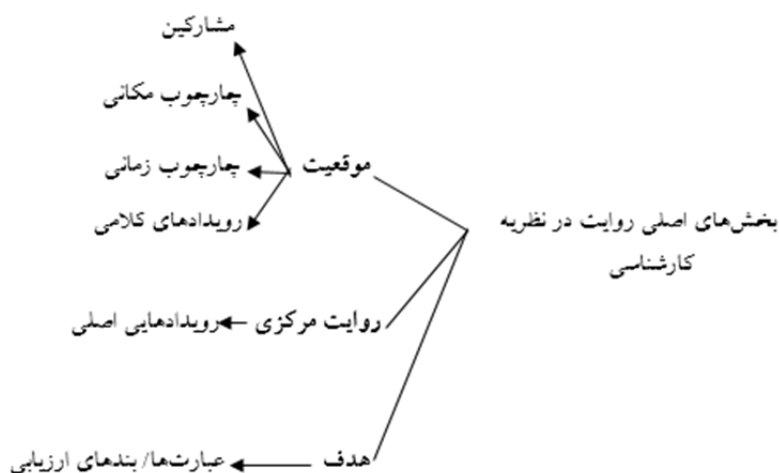 مشارکین
چارچوب مکانی
چارچوب زمانی
رویدادهای کلامی
موقعیت
بخش‌های اصلی روایت در نظریه
کارشناسی
روایت مرکزی
رویدادهایی اصلی
هدف
عبارت‌ها/ بندهای ارزیابی